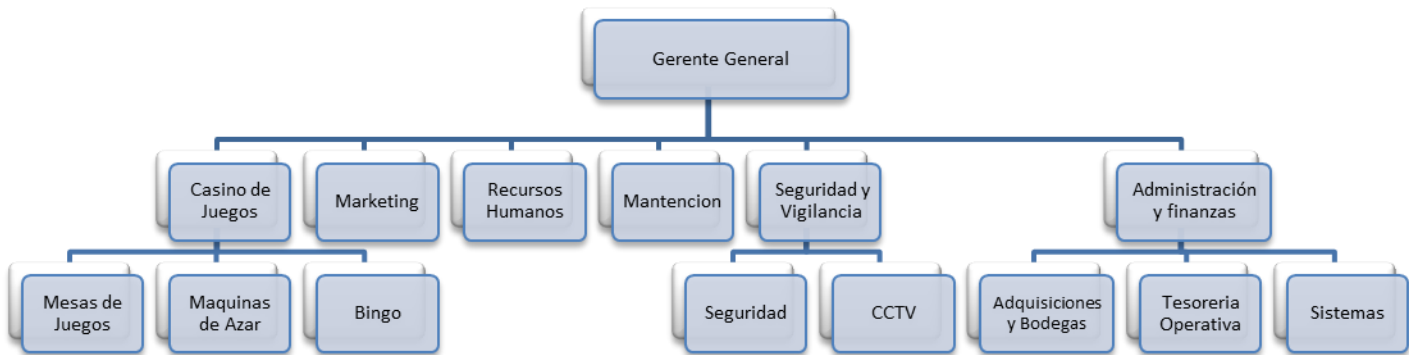 Gerente General
Casino de
Juegos
Marketing
Recursos
Humanos
Mantencion
Seguridad y
Vigilancia
Administración
y finanzas
Mesas de
Juegos
Maquinas
de Azar
Bingo
Seguridad
CCTV
Adquisiciones
y Bodegas
Tesoreria
Operativa
Sistemas